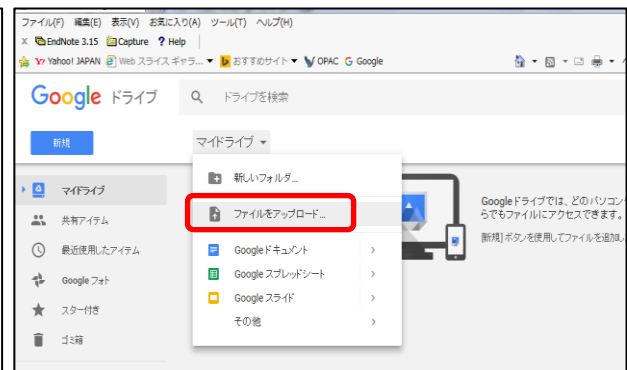 ファイル(F) 編集(E) 表示(V) お気に入り(A) ツール(T) ヘルプ(H)
x EndNote 3.15 Capture ? Help
Yahoo! JAPAN Web スライス ギャラ... ▼ おすすめサイト ▼ OPAC G Google
Google ドライブ
ドライブを検索
新規
マイドライブ ▼
新しいフォルダ...
ファイルをアップロード...
Google ドキュメント >
Google スプレッドシート >
Google スライド >
その他 >
マイドライブ
共有アイテム
最近使用したアイテム
Google フォト
スター付き
ゴミ箱
Googleドライブでは、どのパソコン
らでもファイルにアクセスできます。
[新規] ボタンを使用してファイルを追加し